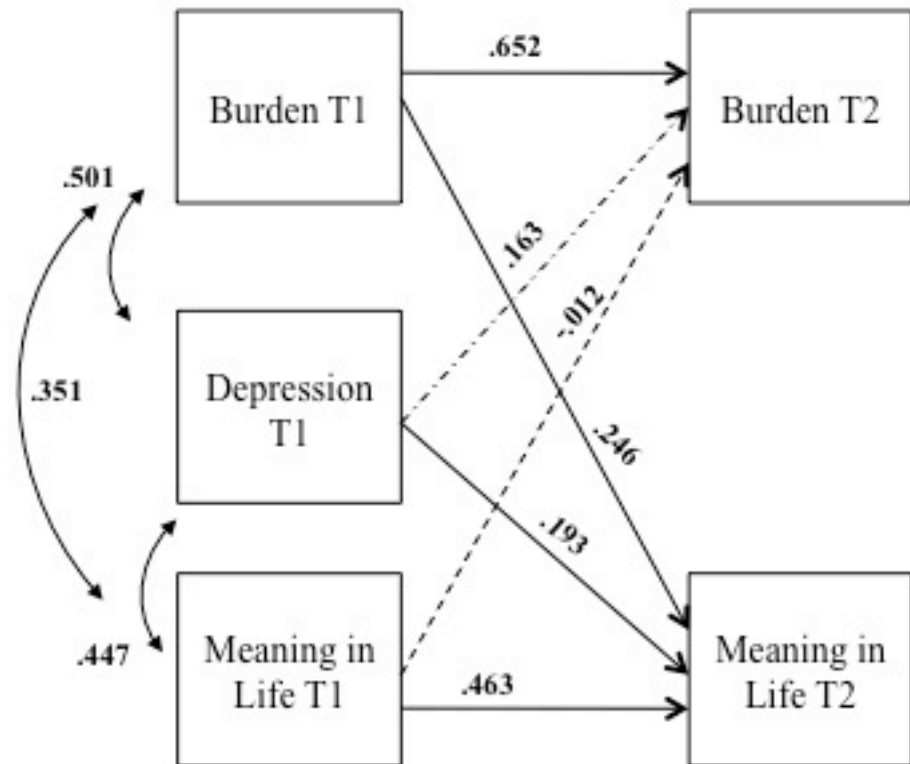 .652
Burden T1
Burden T2
.501
.163
-.012
.351
Depression
T1
.246
.193
.447
Meaning in
Life T1
.463
Meaning in
Life T2